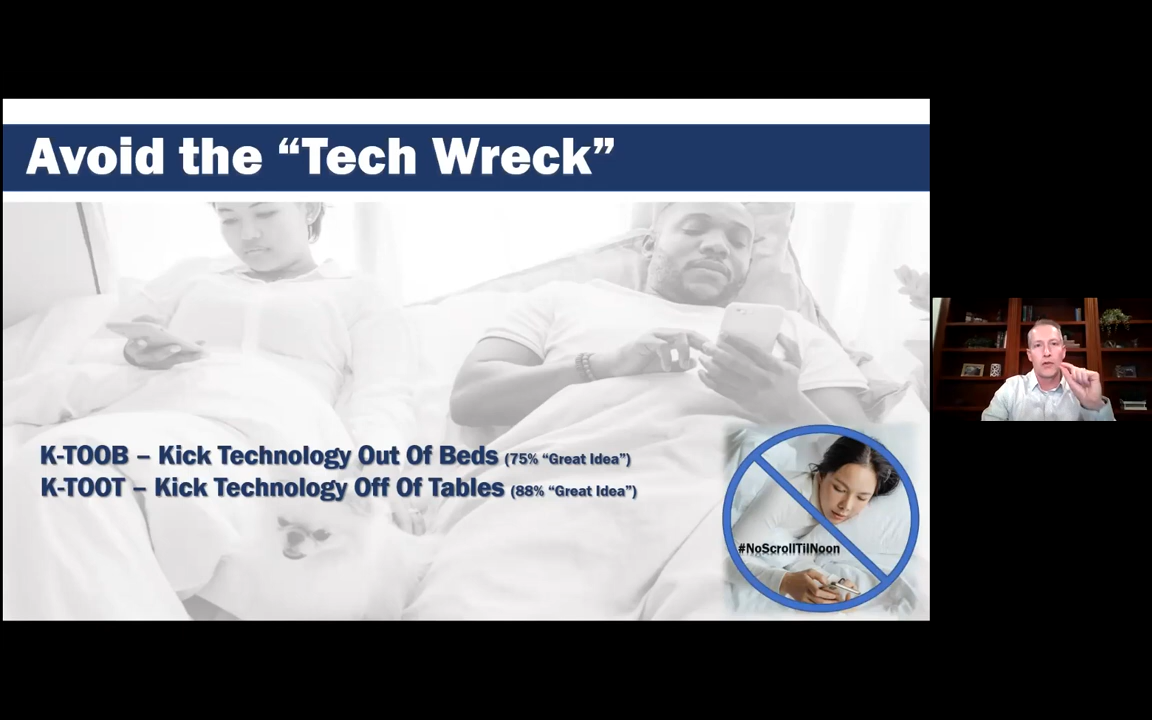 Avoid the “Tech Wreck”
K-TOOB – Kick Technology Out Of Beds (75% “Great Idea”)
K-TOOT – Kick Technology Off Of Tables (88% “Great Idea”)
#NoScrollTilNoon